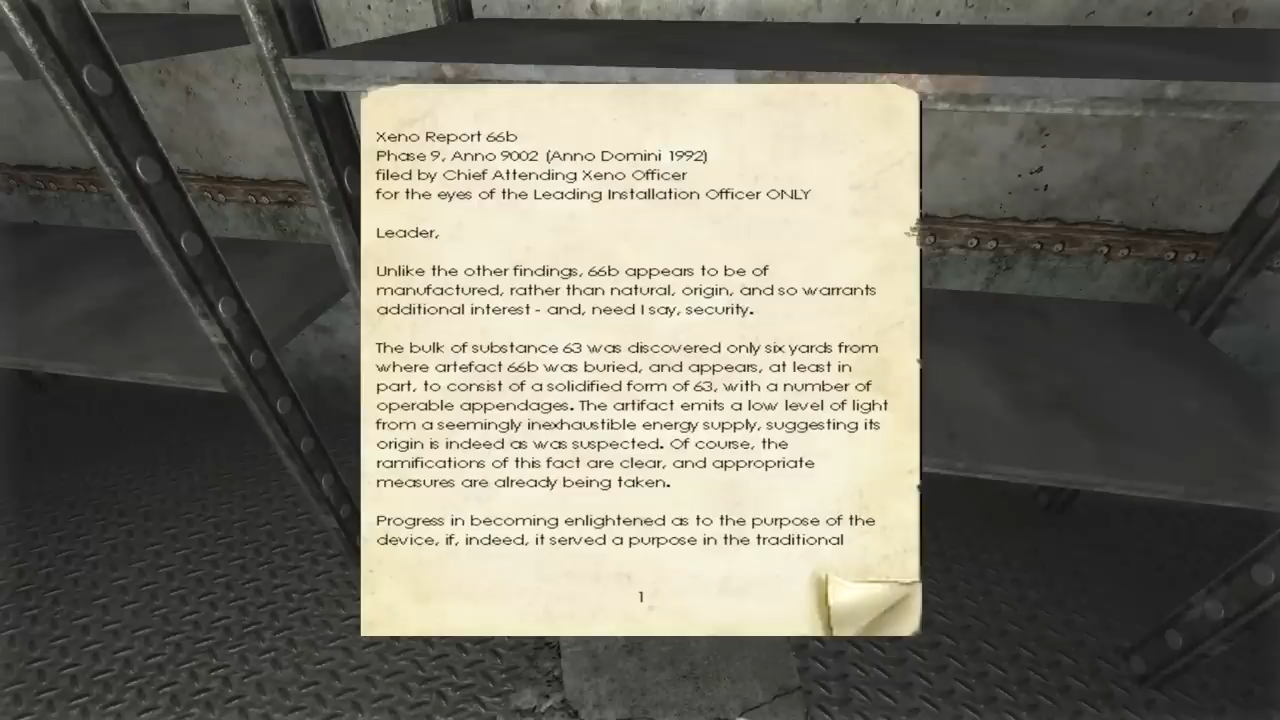 Xeno Report 66b
Phase 9, Anno 9002 (Anno Domini 1992)
filed by Chief Attending Xeno Officer
for the eyes of the Leading Installation Officer ONLY
Leader,
Unlike the other findings, 66b appears to be of
manufactured, rather than natural, origin, and so warrants
additional interest - and, need I say, security.
The bulk of substance 63 was discovered only six yards from
where artefact 66b was buried, and appears, at least in
part, to consist of a solidified form of 63, with a number of
operable appendages. The artifact emits a low level of light
from a seemingly inexhaustible energy supply, suggesting its
origin is indeed as was suspected. Of course, the
ramifications of this fact are clear, and appropriate
measures are already being taken.
Progress in becoming enlightened as to the purpose of the
device, if, indeed, it served a purpose in the traditional
1